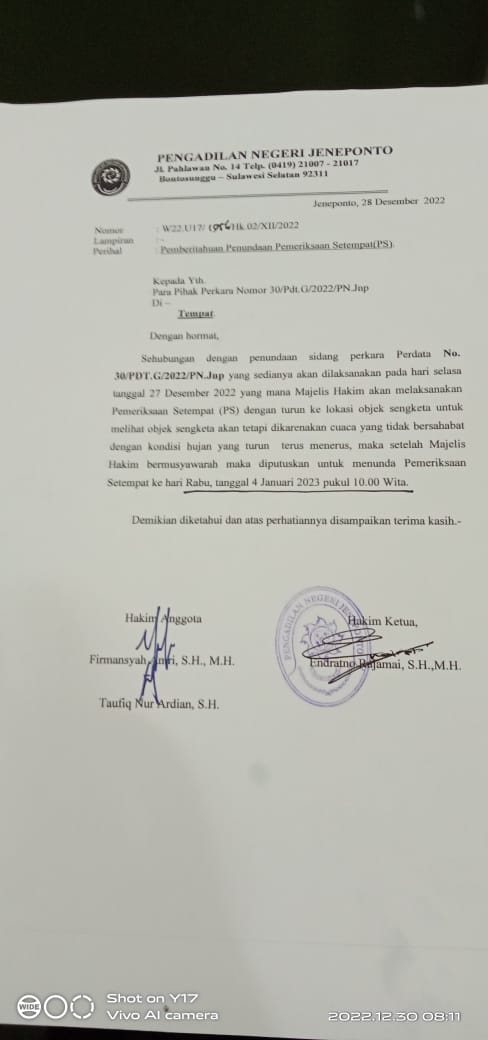 PENGADILAN NEGERI JENEPONTO
Jl. Pahlawan No. 14 Telp. (0419) 21007 - 21017
Bontosunggu – Sulawesi Selatan 92311
Jeneponto, 28 Desember 2022
Nomor : W22.U17/ /Hk.02/XII/2022
Lampiran : -
Perihal : Pemberitahuan Penundaan Pemeriksaan Setempat(PS).
Kepada Yth.
Para Pihak Perkara Nomor 30/Pdt.G/2022/PN.Jnp
Di –
Tempat.
Dengan hormat,
Sehubungan dengan penundaan sidang perkara Perdata No.
30/PDT.G/2022/PN.Jnp yang sedianya akan dilaksanakan pada hari selasa
tanggal 27 Desember 2022 yang mana Majelis Hakim akan melaksanakan
Pemeriksaan Setempat (PS) dengan turun ke lokasi objek sengketa untuk
melihat objek sengketa akan tetapi dikarenakan cuaca yang tidak bersahabat
dengan kondisi hujan yang turun terus menerus, maka setelah Majelis
Hakim bermusyawarah maka diputuskan untuk menunda Pemeriksaan
Setempat ke hari Rabu, tanggal 4 Januari 2023 pukul 10.00 Wita.
Demikian diketahui dan atas perhatiannya disampaikan terima kasih.-
Hakim Anggota
Hakim Ketua,
PENGADILAN NEGERI
Firmansyah S.H., M.H.
Endratno Rajamai, S.H.,M.H.
Taufiq Nur Ardian, S.H.
WIDE
Shot on Y17
Vivo AI camera
2022.12.30 08:11